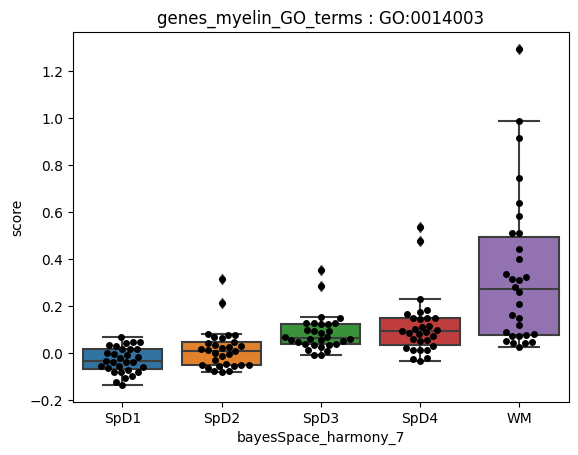 genes_myelin_GO_terms : GO:0014003
1.2
1.0
0.8
0.6
0.4
0.2
0.0
−0.2
score
SpD1 SpD2 SpD3 SpD4 WM
bayesSpace_harmony_7